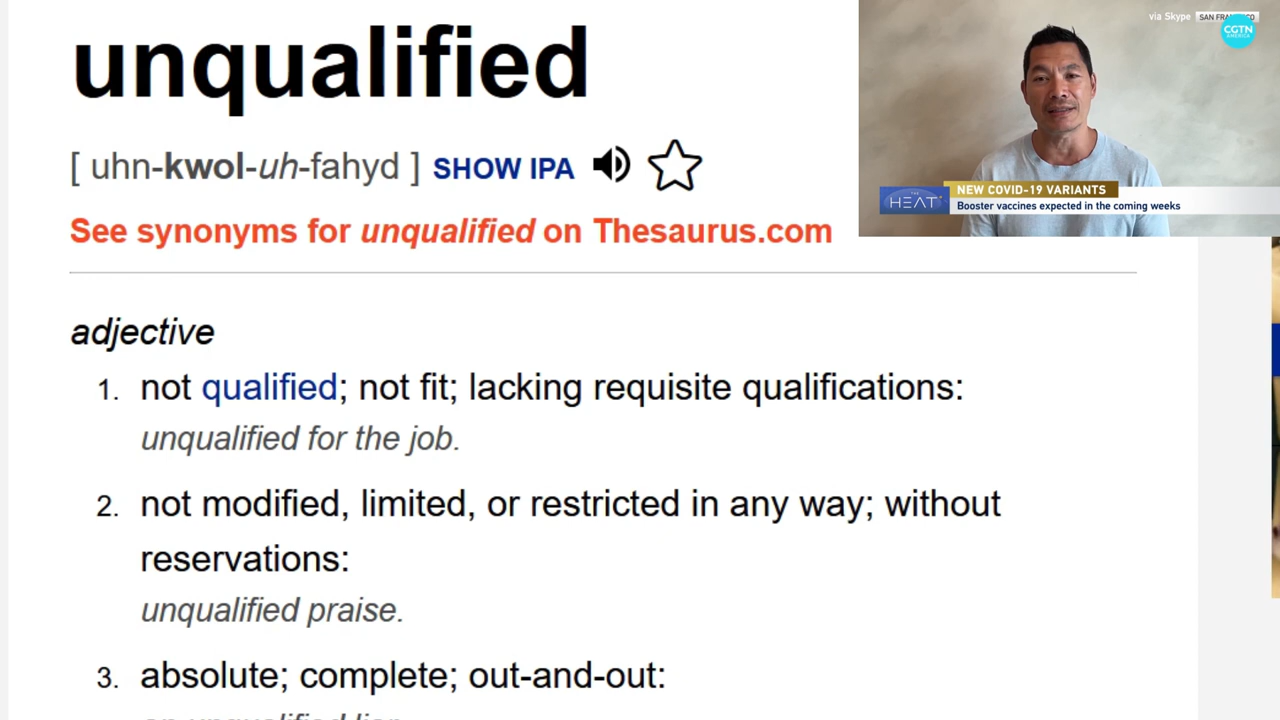 unqualified
[ uhn-kwol-uh-fahyd ] SHOW IPA
See synonyms for unqualified on Thesaurus.com
adjective
1. not qualified; not fit; lacking requisite qualifications:
unqualified for the job.
2. not modified, limited, or restricted in any way; without
reservations:
unqualified praise.
3. absolute; complete; out-and-out:
via Skype
CGTN
AMERICA
THE
HEAT
NEW COVID-19 VARIANTS
Booster vaccines expected in the coming weeks